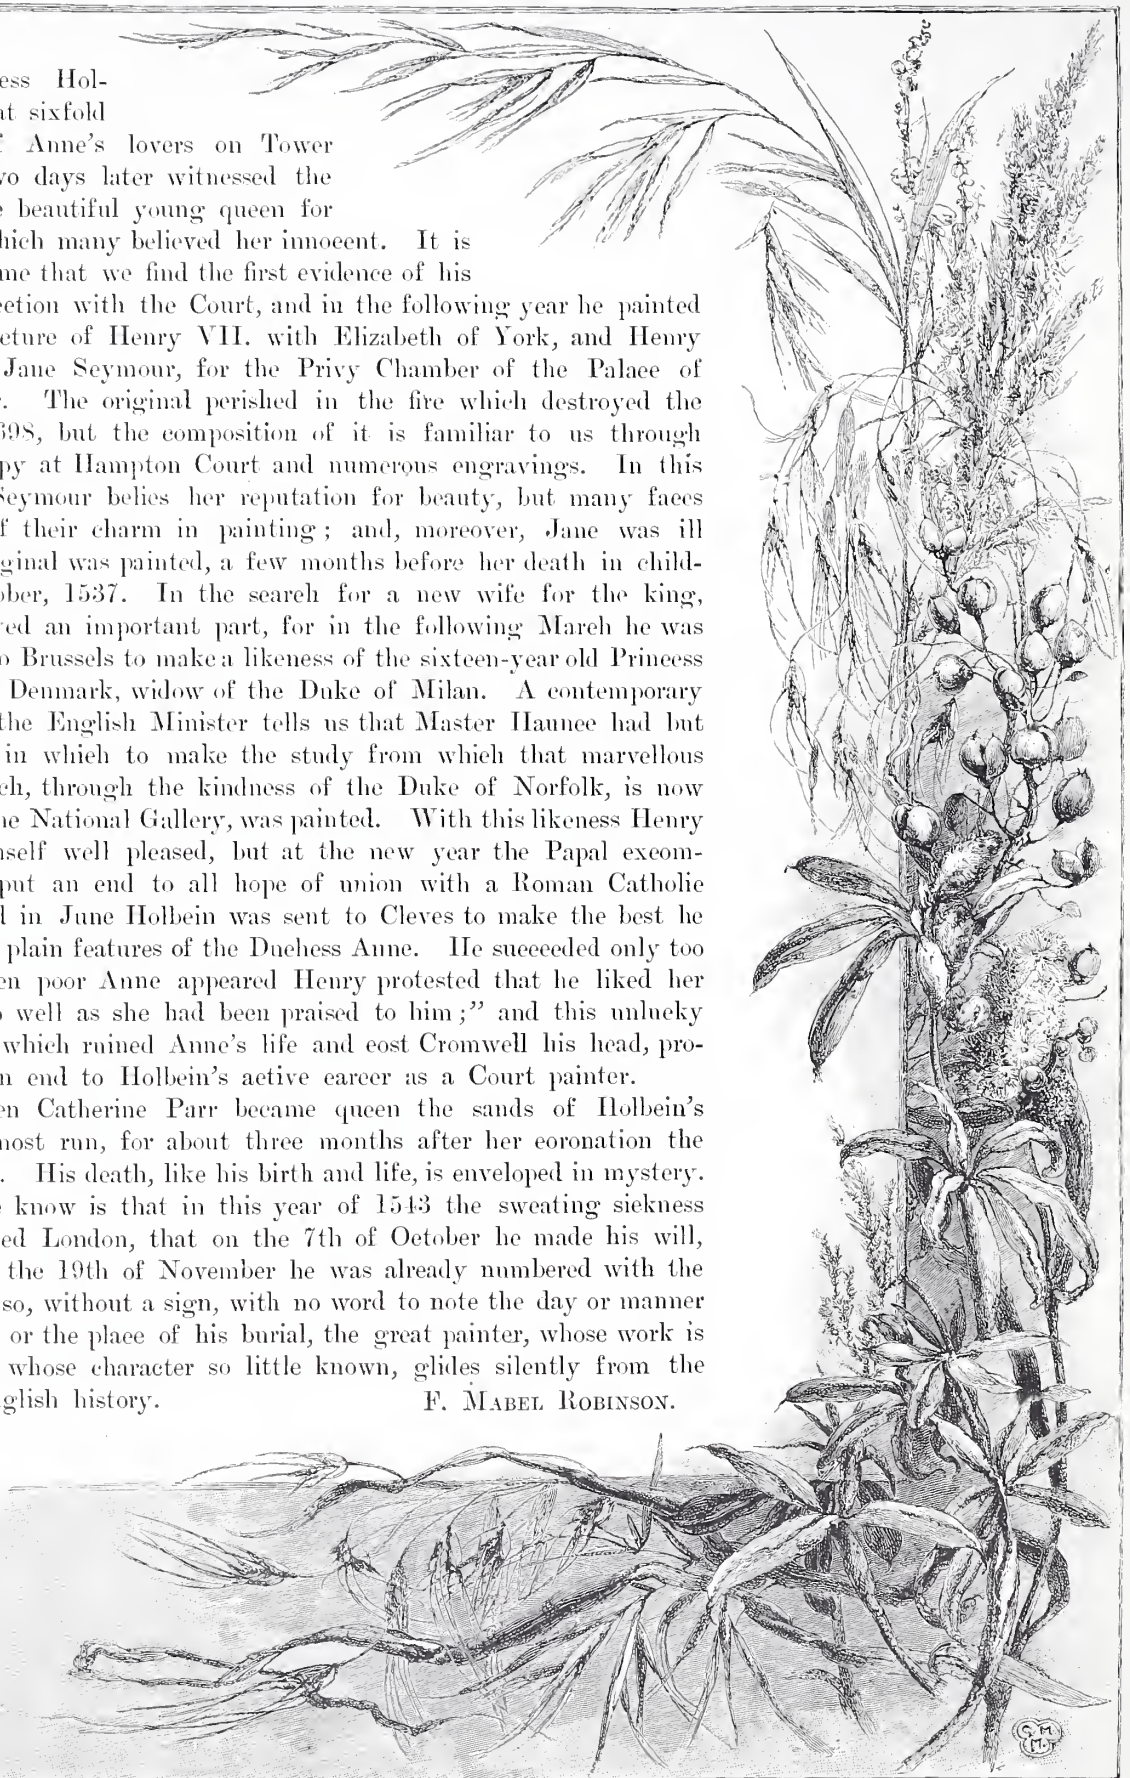 ess Hol-
at sixfold
f Anne's lovers on Tower
wo days later witnessed the
e beautiful young queen for
hich many believed her innocent. It is
me that we find the first evidence of his
ection with the Court, and in the following year he painted
cture of Henry VII. with Elizabeth of York, and Henry
Jane Seymour, for the Privy Chamber of the Palace of
. The original perished in the fire which destroyed the
698, but the composition of it is familiar to us through
py at Hampton Court and numerous engravings. In this
Seymour belies her reputation for beauty, but many faces
f their charm in painting; and, moreover, Jane was ill
ginal was painted, a few months before her death in child-
ober, 1537. In the search for a new wife for the king,
ed an important part, for in the following March he was
o Brussels to make a likeness of the sixteen-year old Princess
Denmark, widow of the Duke of Milan. A contemporary
the English Minister tells us that Master Haunce had but
in which to make the study from which that marvellous
ch, through the kindness of the Duke of Norfolk, is now
he National Gallery, was painted. With this likeness Henry
mself well pleased, but at the new year the Papal excom-
put an end to all hope of union with a Roman Catholic
d in June Holbein was sent to Cleves to make the best he
plain features of the Duchess Anne. He succeeded only too
en poor Anne appeared Henry protested that he liked her
o well as she had been praised to him;" and this unlucky
which ruined Anne's life and cost Cromwell his head, pro-
n end to Holbein's active career as a Court painter.
en Catherine Parr became queen the sands of Holbein's
most run, for about three months after her coronation the
. His death, like his birth and life, is enveloped in mystery.
e know is that in this year of 1543 the sweating sickness
ed London, that on the 7th of October he made his will,
the 19th of November he was already numbered with the
so, without a sign, with no word to note the day or manner
or the place of his burial, the great painter, whose work is
whose character so little known, glides silently from the
glish history. F. MABEL ROBINSON.